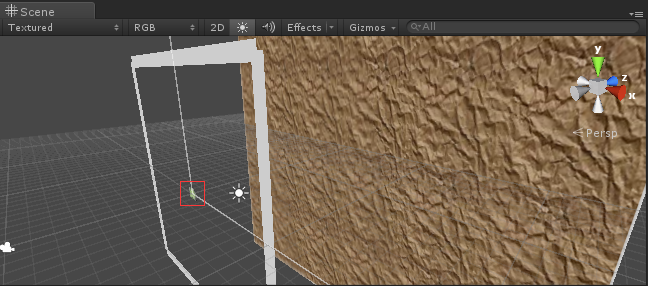 Scene
Textured RGB 2D Effects Gizmos All
y
z
x
Persp